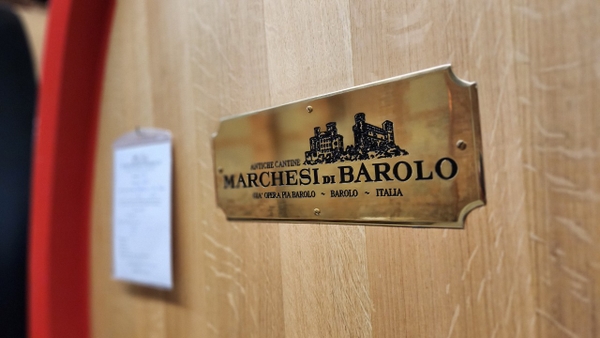 ANTICHE CANTINE
MARCHESI DI BAROLO
GIA' OPERA PIA BAROLO ~ BAROLO ~ ITALIA